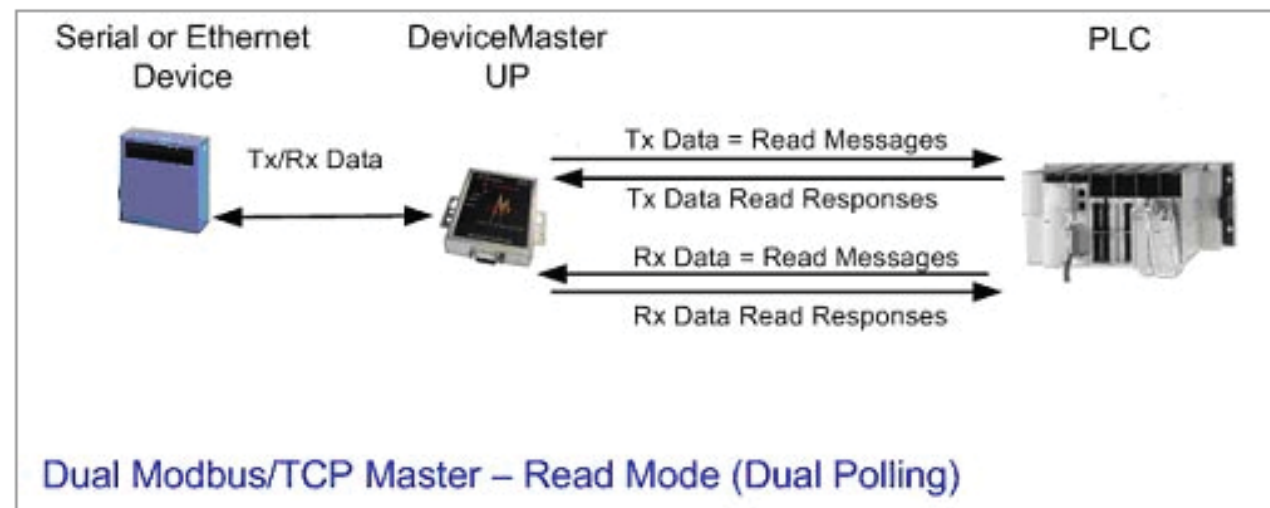 Serial or Ethernet
Device
DeviceMaster
UP
PLC
Tx/Rx Data
Tx Data = Read Messages
Tx Data Read Responses
Rx Data = Read Messages
Rx Data Read Responses
Dual Modbus/TCP Master – Read Mode (Dual Polling)